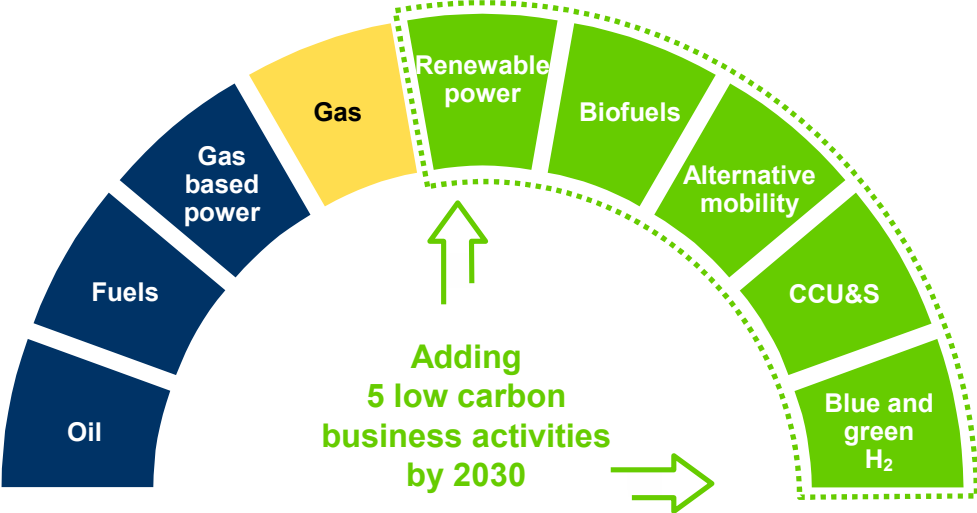 Oil
Fuels
Gas
based
power
Gas
Renewable
power
Biofuels
Alternative
mobility
CCU&S
Blue and
green
H₂
Adding
5 low carbon
business activities
by 2030